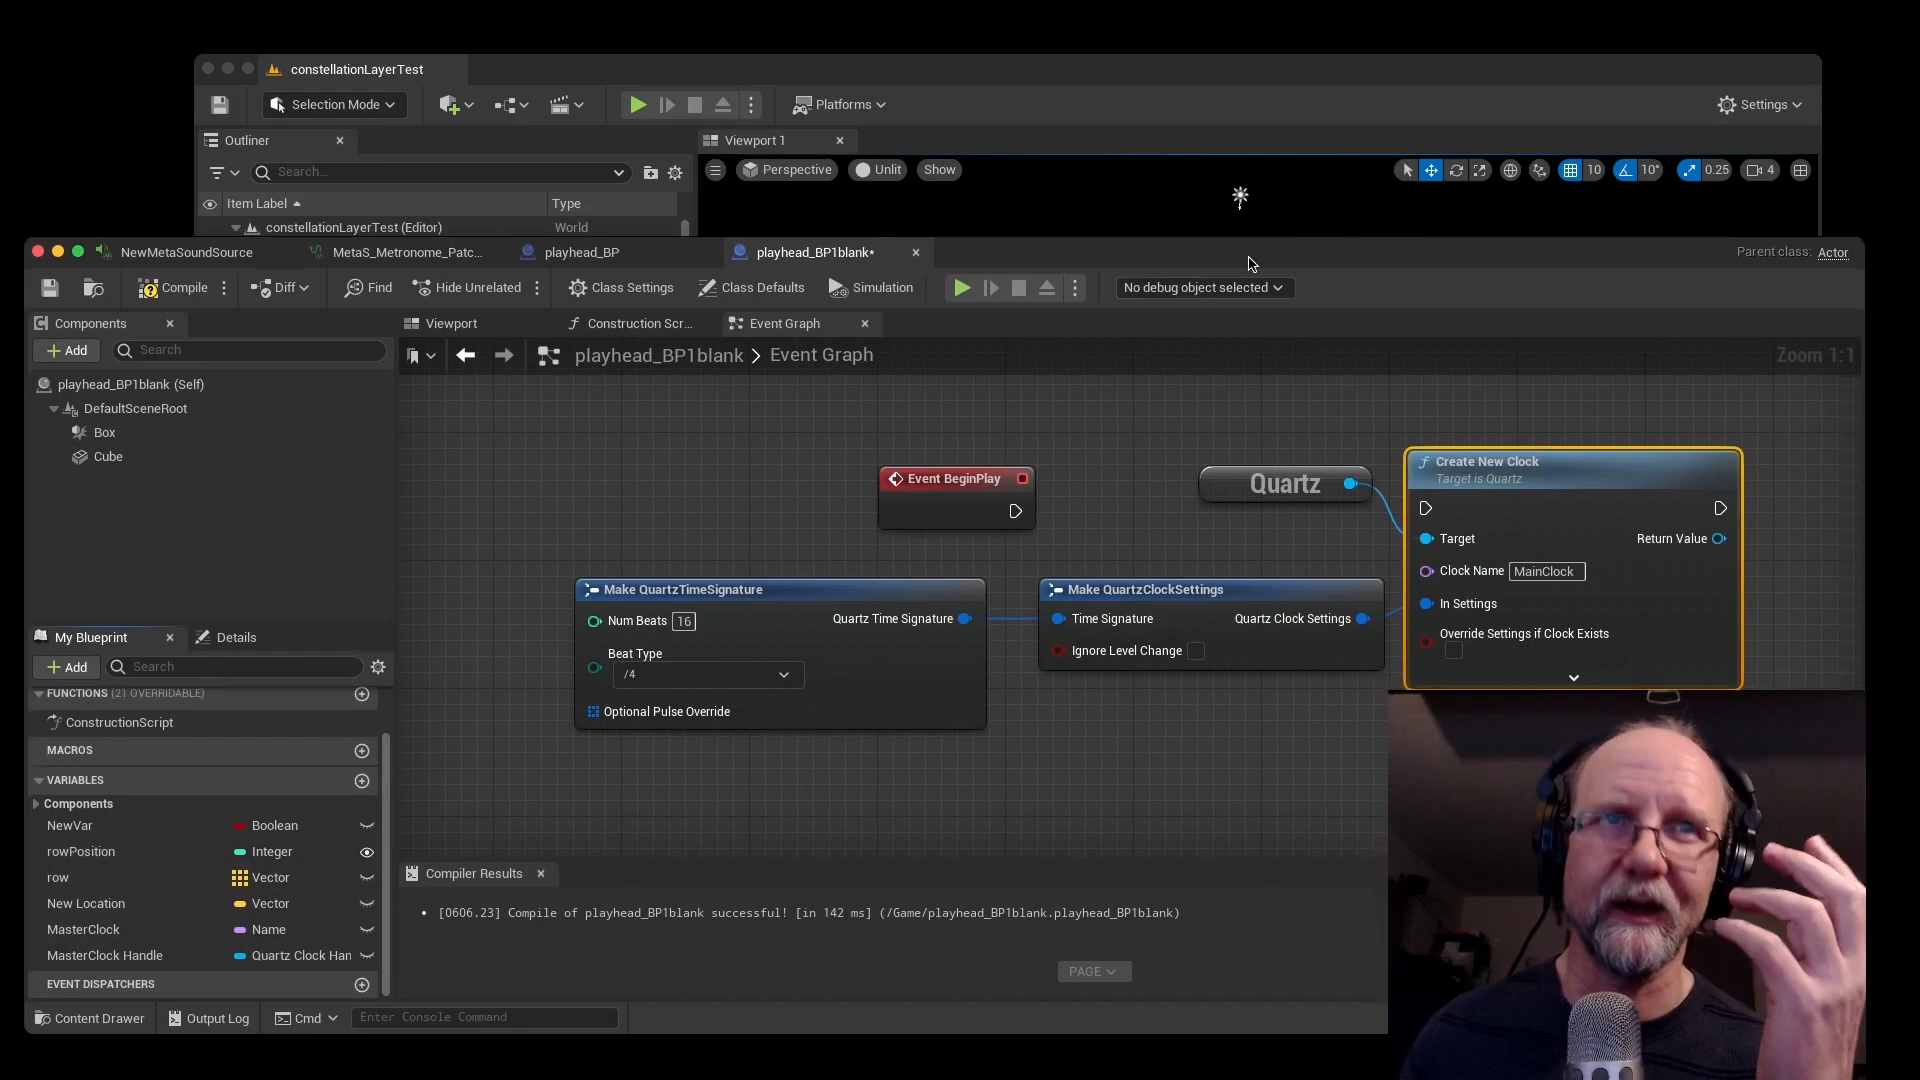 constellationLayerTest
Selection Mode
Platforms
Settings
Outliner
Viewport 1
Search...
Perspective
Unlit
Show
10
10°
0.25
4
Item Label
Type
constellationLayerTest (Editor)
World
NewMetaSoundSource
MetaS_Metronome_Patc...
playhead_BP
playhead_BP1blank*
Parent class: Actor
Compile
Diff
Find
Hide Unrelated
Class Settings
Class Defaults
Simulation
No debug object selected
Components
Viewport
Construction Scr...
Event Graph
Add
Search
playhead_BP1blank > Event Graph
Zoom 1:1
playhead_BP1blank (Self)
DefaultSceneRoot
Box
Cube
Event BeginPlay
Quartz
Create New Clock
Target is Quartz
Target
Return Value
Clock Name MainClock
In Settings
Override Settings if Clock Exists
Make QuartzTimeSignature
Num Beats 16
Quartz Time Signature
Beat Type
/4
Optional Pulse Override
Make QuartzClockSettings
Time Signature
Quartz Clock Settings
Ignore Level Change
My Blueprint
Details
Add
Search
FUNCTIONS (21 OVERRIDABLE)
ConstructionScript
MACROS
VARIABLES
Components
NewVar Boolean
rowPosition Integer
row Vector
New Location Vector
MasterClock Name
MasterClock Handle Quartz Clock Han
EVENT DISPATCHERS
Compiler Results
• [0606.23] Compile of playhead_BP1blank successful! [in 142 ms] (/Game/playhead_BP1blank.playhead_BP1blank)
PAGE
Content Drawer
Output Log
Cmd
Enter Console Command